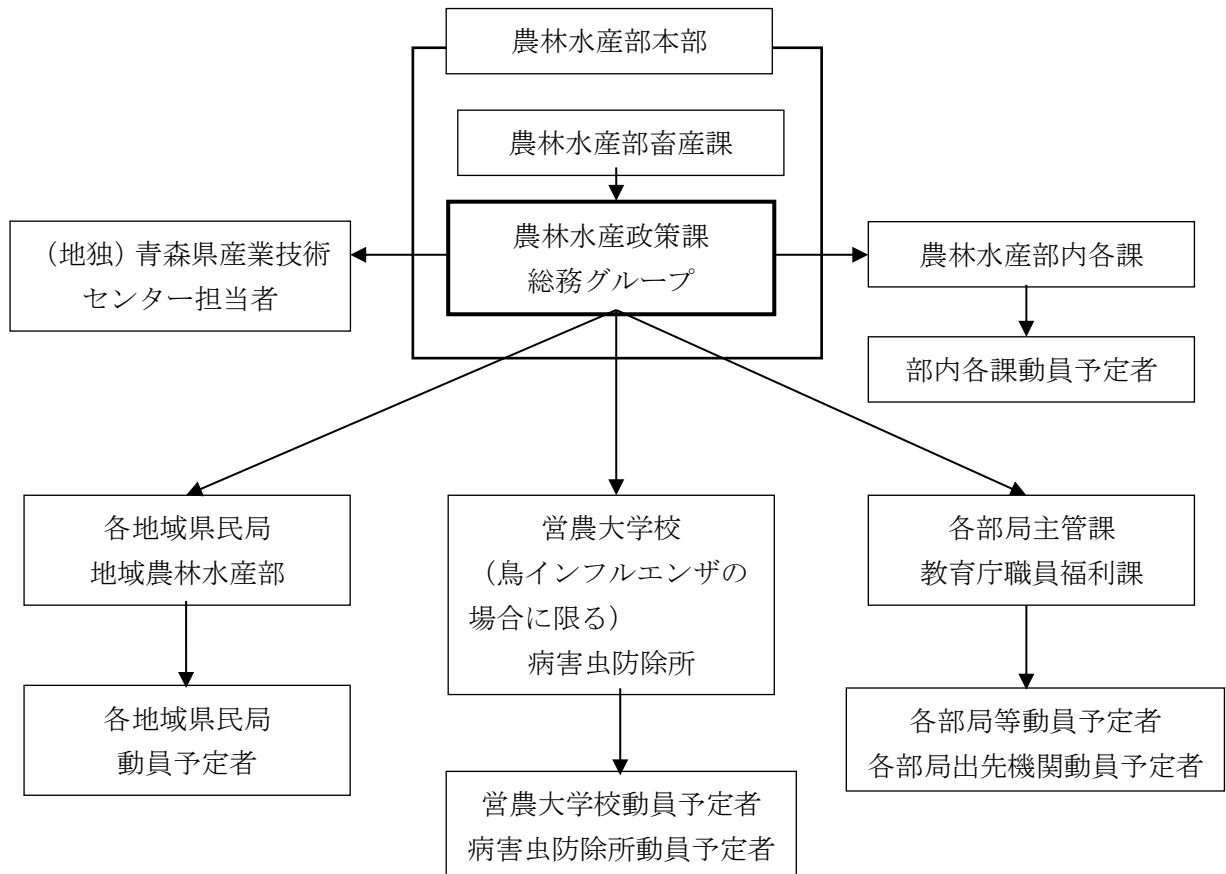 農林水産部本部
農林水産部畜産課
農林水産政策課
総務グループ
（地独）青森県産業技術
センター担当者
農林水産部内各課
部内各課動員予定者
各地域県民局
地域農林水産部
営農大学校
（鳥インフルエンザの
場合に限る）
病害虫防除所
各部局主管課
教育庁職員福利課
各地域県民局
動員予定者
各部局等動員予定者
各部局出先機関動員予定者
営農大学校動員予定者
病害虫防除所動員予定者